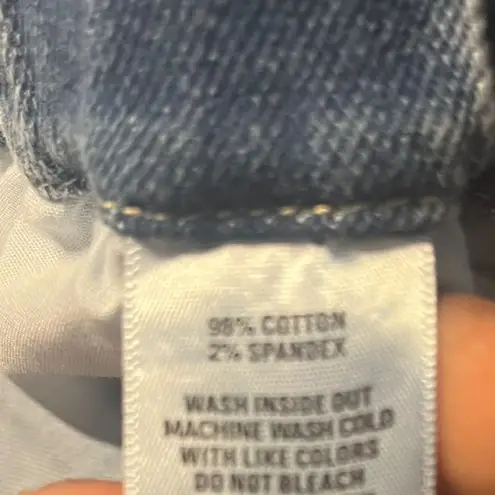 98% COTTON
2% SPANDEX
WASH INSIDE OUT
MACHINE WASH COLD
WITH LIKE COLORS
DO NOT BLEACH